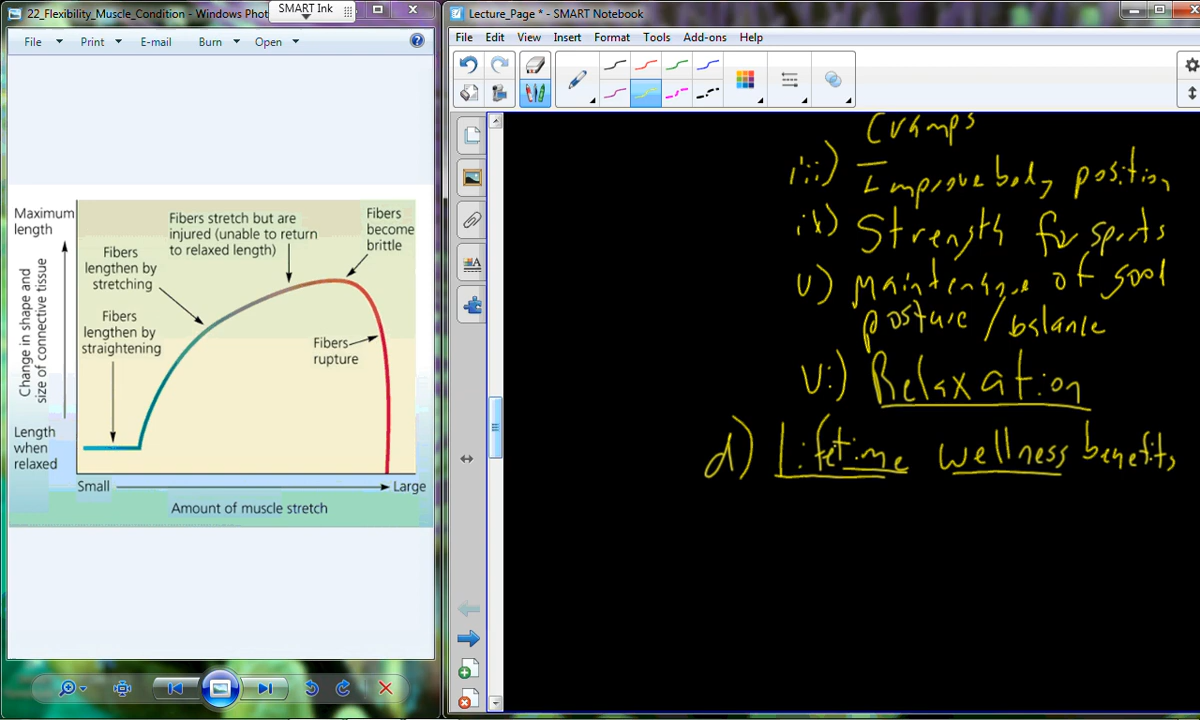 22_Flexibility_Muscle_Condition - Windows Phot
SMART Ink
File Print E-mail Burn Open
Maximum length
Change in shape and size of connective tissue
Length when relaxed
Fibers lengthen by straightening
Fibers lengthen by stretching
Fibers stretch but are injured (unable to return to relaxed length)
Fibers become brittle
Fibers rupture
Small
Large
Amount of muscle stretch
Lecture_Page * - SMART Notebook
File Edit View Insert Format Tools Add-ons Help
Cramps
iii) Improve body position
iv) Strength for sports
v) Maintenance of good
posture / balance
vi) Relaxation
d) Lifetime wellness benefits